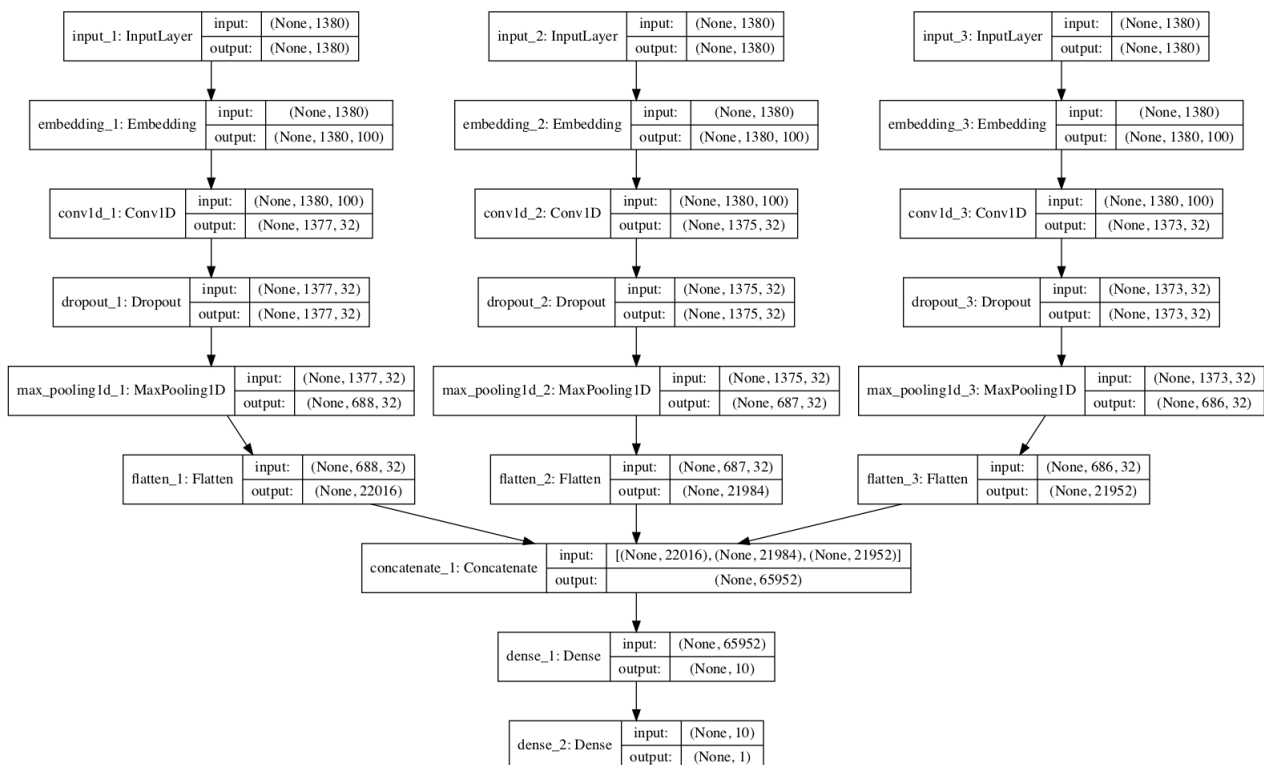 input_1: InputLayer
input:
(None, 1380)
output:
(None, 1380)
input_2: InputLayer
input:
(None, 1380)
output:
(None, 1380)
input_3: InputLayer
input:
(None, 1380)
output:
(None, 1380)
embedding_1: Embedding
input:
(None, 1380)
output:
(None, 1380, 100)
embedding_2: Embedding
input:
(None, 1380)
output:
(None, 1380, 100)
embedding_3: Embedding
input:
(None, 1380)
output:
(None, 1380, 100)
conv1d_1: Conv1D
input:
(None, 1380, 100)
output:
(None, 1377, 32)
conv1d_2: Conv1D
input:
(None, 1380, 100)
output:
(None, 1375, 32)
conv1d_3: Conv1D
input:
(None, 1380, 100)
output:
(None, 1373, 32)
dropout_1: Dropout
input:
(None, 1377, 32)
output:
(None, 1377, 32)
dropout_2: Dropout
input:
(None, 1375, 32)
output:
(None, 1375, 32)
dropout_3: Dropout
input:
(None, 1373, 32)
output:
(None, 1373, 32)
max_pooling1d_1: MaxPooling1D
input:
(None, 1377, 32)
output:
(None, 688, 32)
max_pooling1d_2: MaxPooling1D
input:
(None, 1375, 32)
output:
(None, 687, 32)
max_pooling1d_3: MaxPooling1D
input:
(None, 1373, 32)
output:
(None, 686, 32)
flatten_1: Flatten
input:
(None, 688, 32)
output:
(None, 22016)
flatten_2: Flatten
input:
(None, 687, 32)
output:
(None, 21984)
flatten_3: Flatten
input:
(None, 686, 32)
output:
(None, 21952)
concatenate_1: Concatenate
input:
[(None, 22016), (None, 21984), (None, 21952)]
output:
(None, 65952)
dense_1: Dense
input:
(None, 65952)
output:
(None, 10)
dense_2: Dense
input:
(None, 10)
output:
(None, 1)